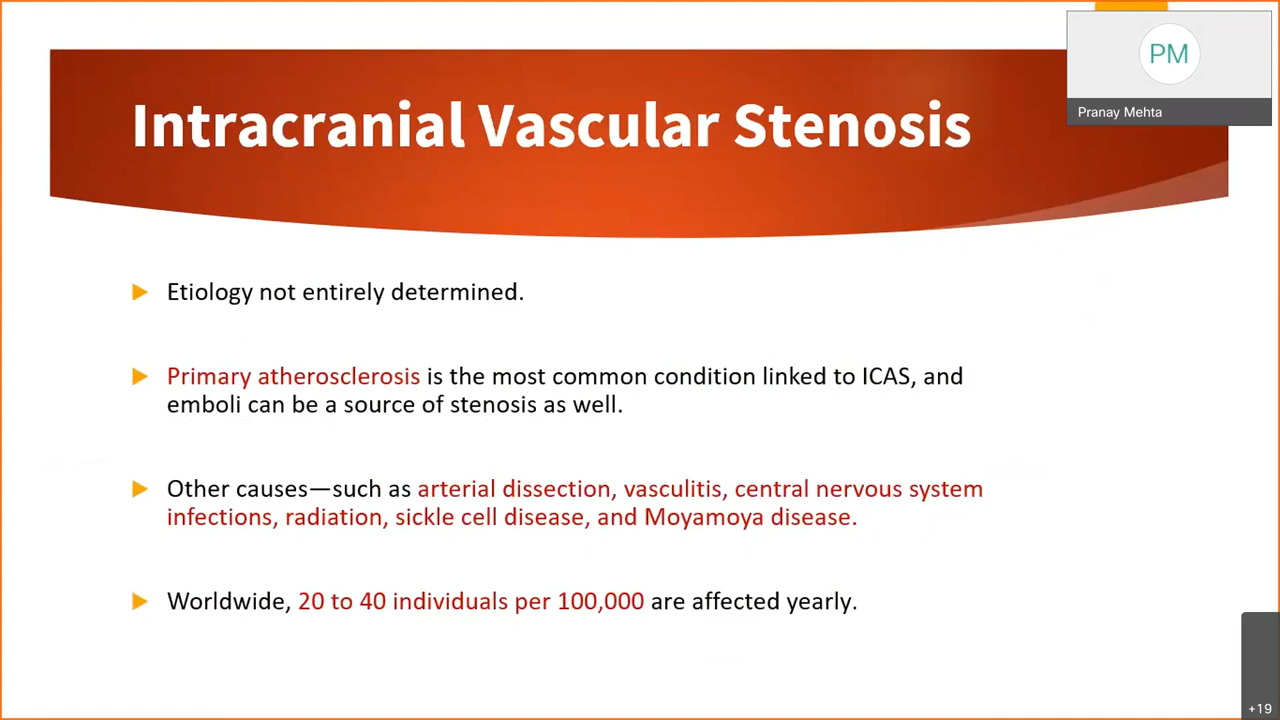 PM
Pranay Mehta
Intracranial Vascular Stenosis
Etiology not entirely determined.
Primary atherosclerosis is the most common condition linked to ICAS, and
emboli can be a source of stenosis as well.
Other causes—such as arterial dissection, vasculitis, central nervous system
infections, radiation, sickle cell disease, and Moyamoya disease.
Worldwide, 20 to 40 individuals per 100,000 are affected yearly.
+19